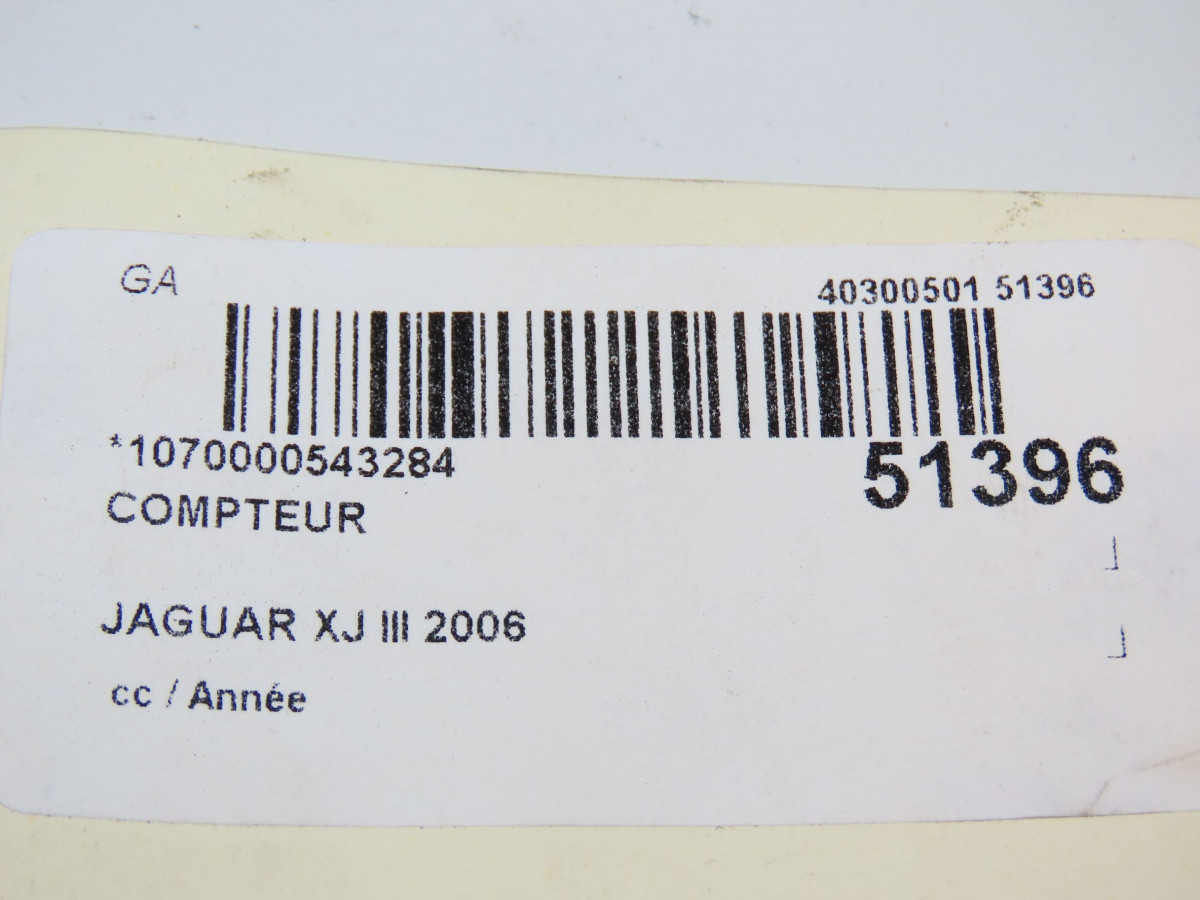 GA
40300501 51396
*1070000543284
51396
COMPTEUR
JAGUAR XJ III 2006
cc / Année